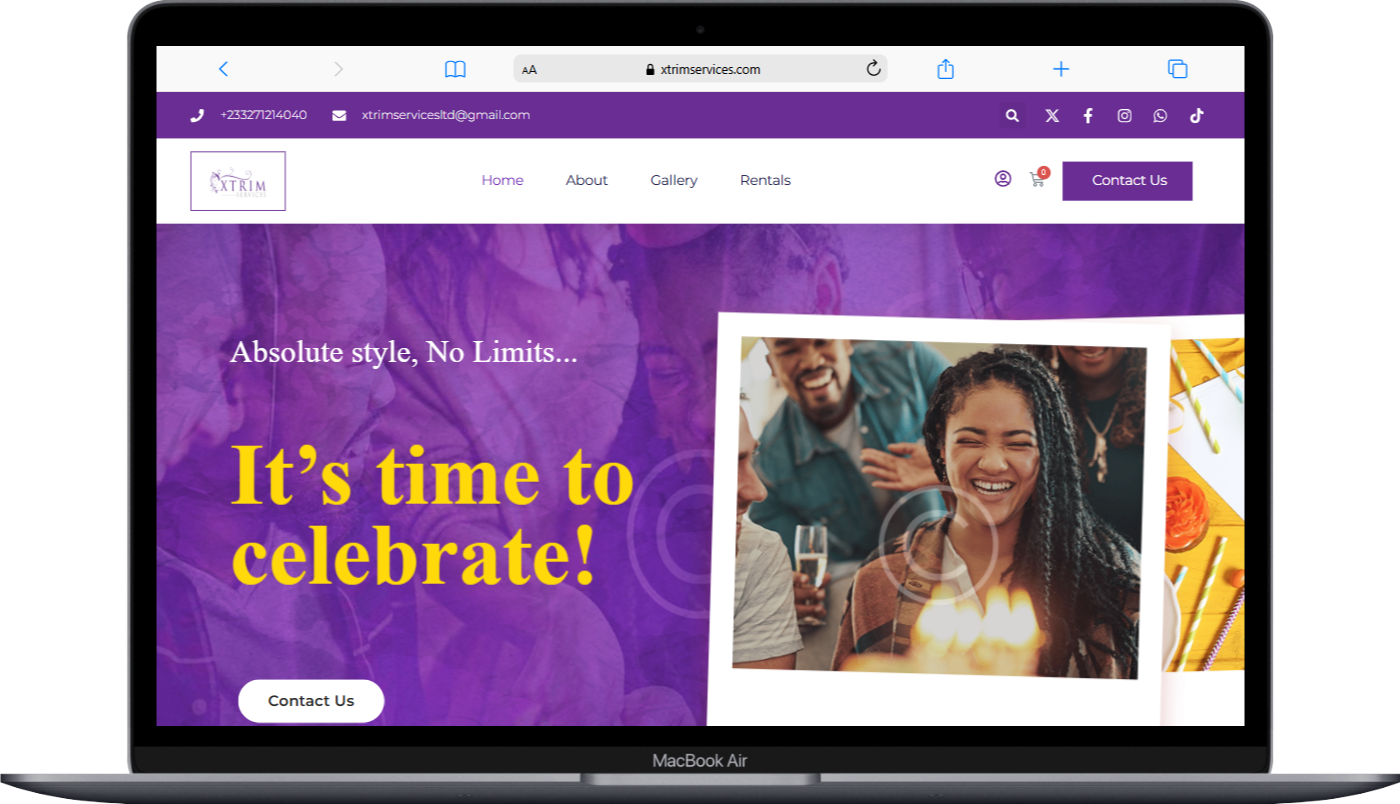 AA
xtrimservices.com
+233271214040
xtrimservicesltd@gmail.com
XTRIM
SERVICES
Home
About
Gallery
Rentals
0
Contact Us
Absolute style, No Limits...
It’s time to
celebrate!
Contact Us
MacBook Air